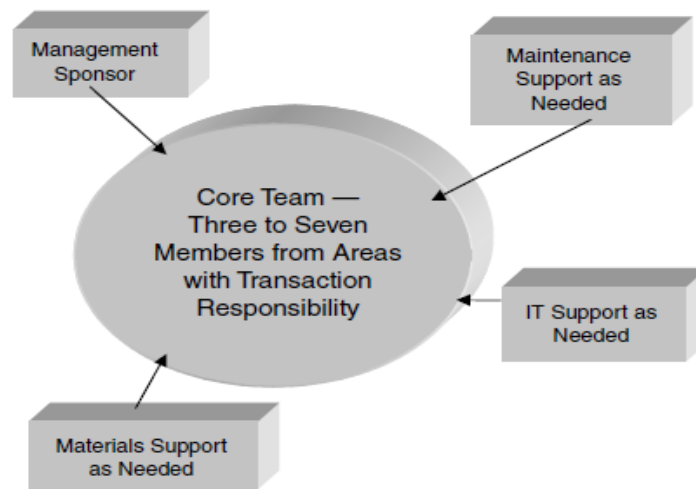 Management
Sponsor
Maintenance
Support as
Needed
Core Team —
Three to Seven
Members from Areas
with Transaction
Responsibility
IT Support as
Needed
Materials Support
as Needed